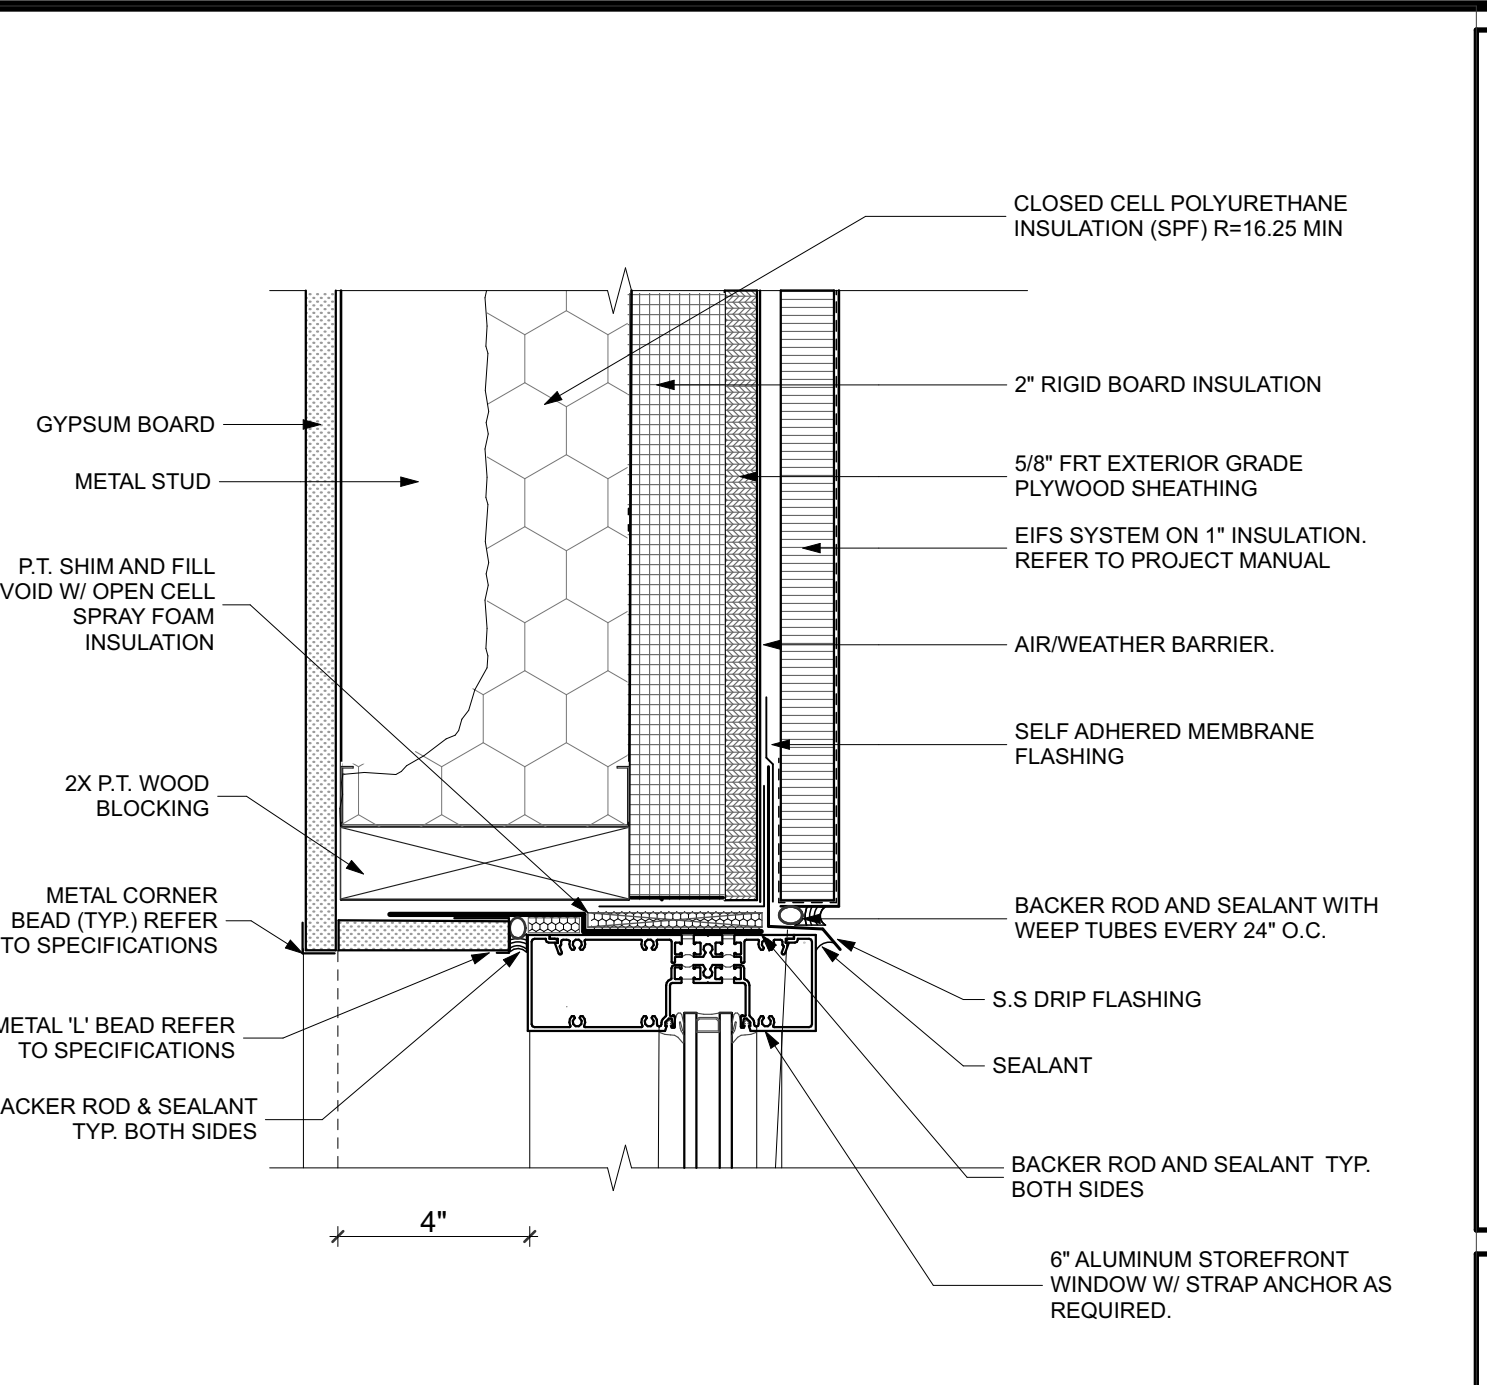 CLOSED CELL POLYURETHANE
INSULATION (SPF) R=16.25 MIN
2" RIGID BOARD INSULATION
5/8" FRT EXTERIOR GRADE
PLYWOOD SHEATHING
EIFS SYSTEM ON 1" INSULATION.
REFER TO PROJECT MANUAL
AIR/WEATHER BARRIER.
SELF ADHERED MEMBRANE
FLASHING
BACKER ROD AND SEALANT WITH
WEEP TUBES EVERY 24" O.C.
S.S DRIP FLASHING
SEALANT
BACKER ROD AND SEALANT TYP.
BOTH SIDES
6" ALUMINUM STOREFRONT
WINDOW W/ STRAP ANCHOR AS
REQUIRED.
GYPSUM BOARD
METAL STUD
P.T. SHIM AND FILL
VOID W/ OPEN CELL
SPRAY FOAM
INSULATION
2X P.T. WOOD
BLOCKING
METAL CORNER
BEAD (TYP.) REFER
TO SPECIFICATIONS
METAL 'L' BEAD REFER
TO SPECIFICATIONS
ACKER ROD & SEALANT
TYP. BOTH SIDES
4"